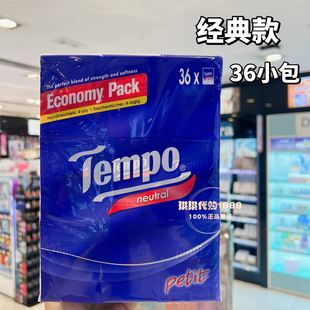 经典款
36小包
The perfect blend of strength and softness
Economy Pack
36 x
Tempo
neutral
琪琪代购1888
100%正品保证
petit